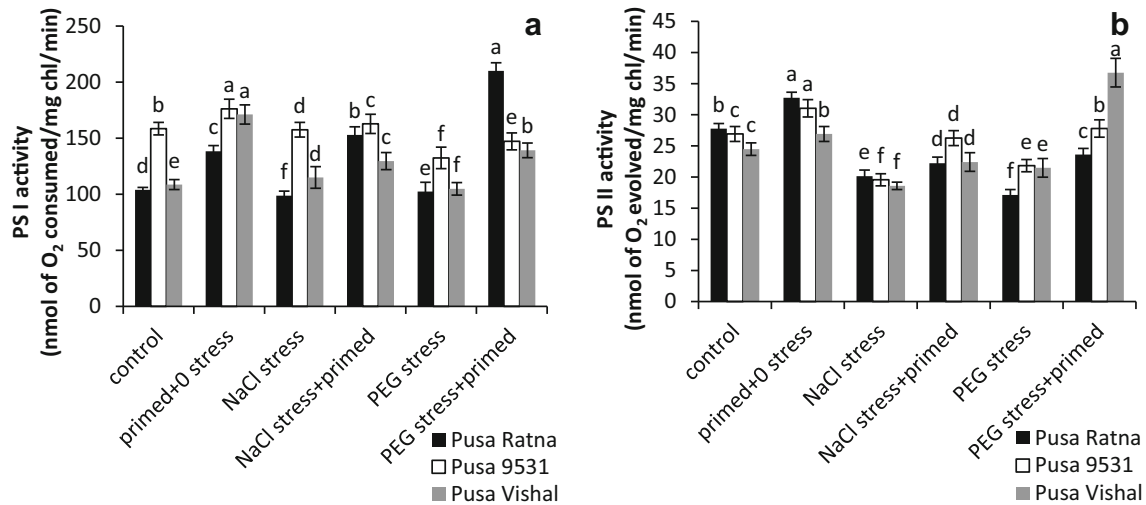 a
PS I activity
(nmol of O2 consumed/mg chl/min)
250
200
150
100
50
0
d b e
c a a
f c d
b c d
e f f
a c b
control
primed+0 stress
NaCl stress
NaCl stress+primed
PEG stress
PEG stress+primed
Pusa Ratna
Pusa 9531
Pusa Vishal
b
PS II activity
(nmol of O2 evolved/mg chl/min)
45
40
35
30
25
20
15
10
5
0
b c c
a a b
e f f
d d d
f e e
c b a
control
primed+0 stress
NaCl stress
NaCl stress+primed
PEG stress
PEG stress+primed
Pusa Ratna
Pusa 9531
Pusa Vishal